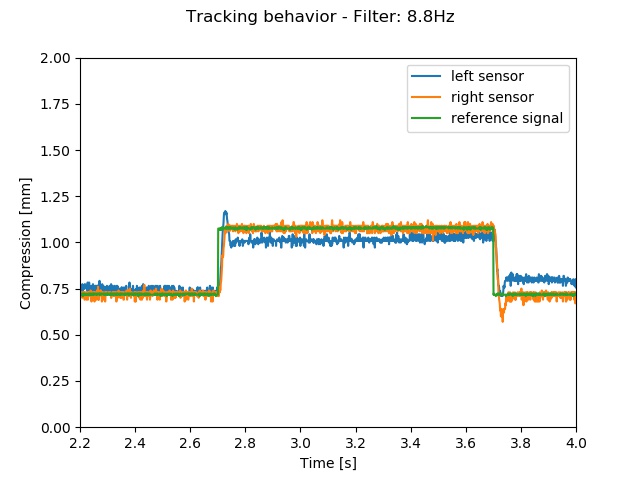 Tracking behavior - Filter: 8.8Hz
left sensor
right sensor
reference signal
Compression [mm]
2.00
1.75
1.50
1.25
1.00
0.75
0.50
0.25
0.00
2.2 2.4 2.6 2.8 3.0 3.2 3.4 3.6 3.8 4.0
Time [s]